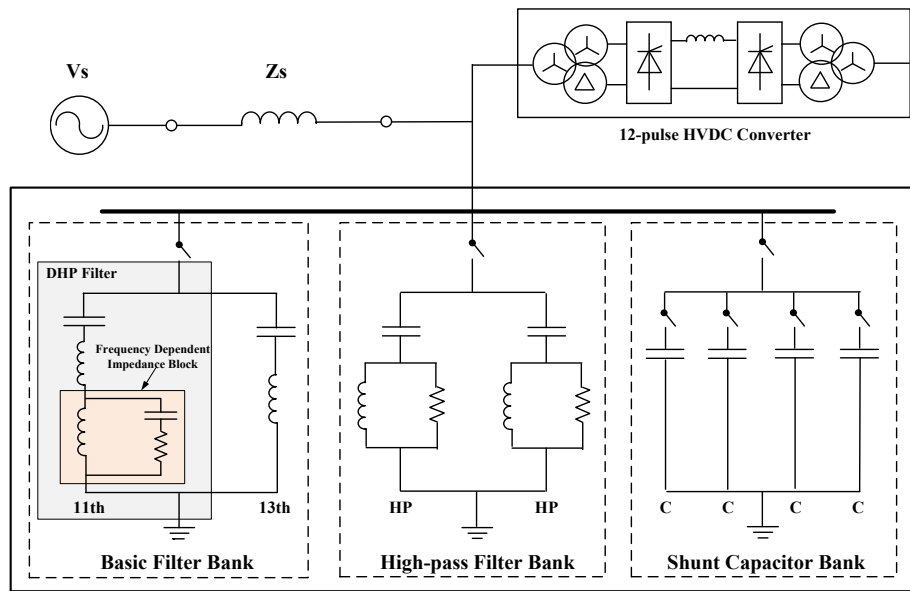 Vs
Zs
12-pulse HVDC Converter
DHP Filter
Frequency Dependent
Impedance Block
11th
13th
HP
HP
C
C
C
C
Basic Filter Bank
High-pass Filter Bank
Shunt Capacitor Bank